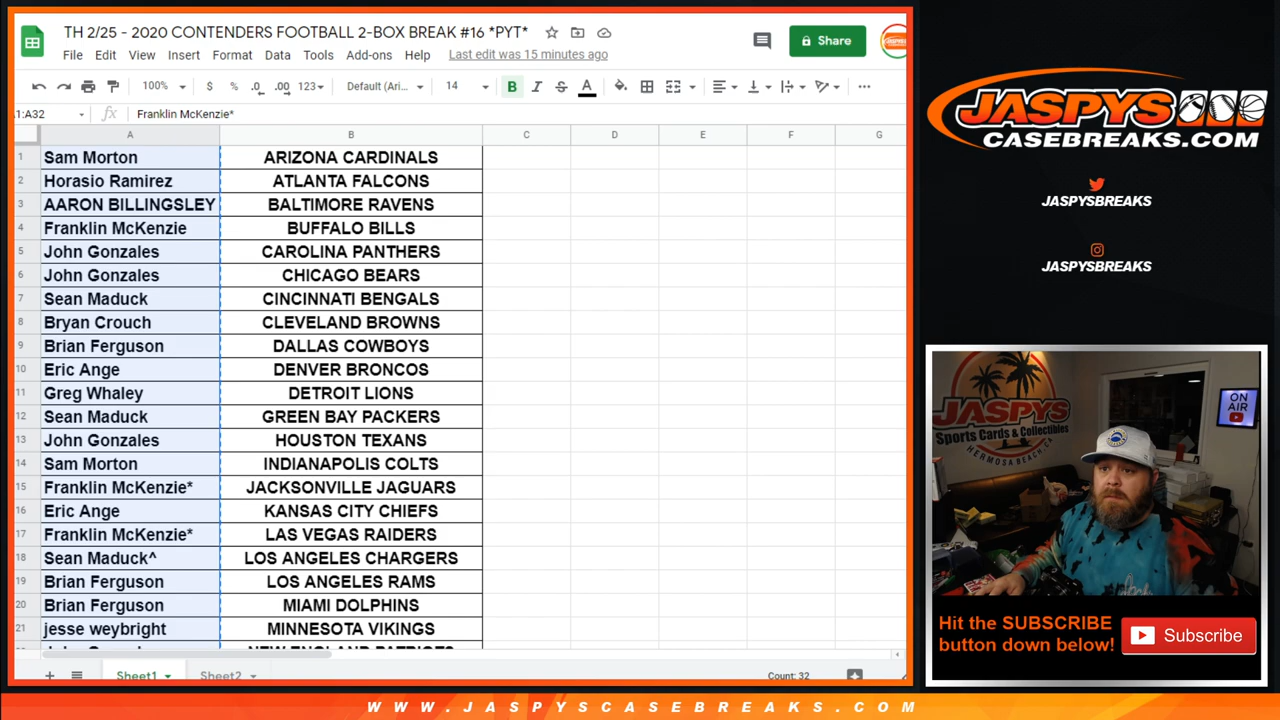 TH 2/25 - 2020 CONTENDERS FOOTBALL 2-BOX BREAK #16 *PYT*
File Edit View Insert Format Data Tools Add-ons Help Last edit was 15 minutes ago
Share
100% $ % .0 .00 123 Default (Ari... 14 B I S A
1:A32 fx Franklin McKenzie*
A B C D E F G
1 Sam Morton ARIZONA CARDINALS
2 Horasio Ramirez ATLANTA FALCONS
3 AARON BILLINGSLEY BALTIMORE RAVENS
4 Franklin McKenzie BUFFALO BILLS
5 John Gonzales CAROLINA PANTHERS
6 John Gonzales CHICAGO BEARS
7 Sean Maduck CINCINNATI BENGALS
8 Bryan Crouch CLEVELAND BROWNS
9 Brian Ferguson DALLAS COWBOYS
10 Eric Ange DENVER BRONCOS
11 Greg Whaley DETROIT LIONS
12 Sean Maduck GREEN BAY PACKERS
13 John Gonzales HOUSTON TEXANS
14 Sam Morton INDIANAPOLIS COLTS
15 Franklin McKenzie* JACKSONVILLE JAGUARS
16 Eric Ange KANSAS CITY CHIEFS
17 Franklin McKenzie* LAS VEGAS RAIDERS
18 Sean Maduck^ LOS ANGELES CHARGERS
19 Brian Ferguson LOS ANGELES RAMS
20 Brian Ferguson MIAMI DOLPHINS
21 jesse weybright MINNESOTA VIKINGS
NEW ENGLAND PATRIOTS
Sheet1 Sheet2 Count: 32
JASPYS
CASEBREAKS.COM
JASPYSBREAKS
JASPYSBREAKS
JASPYS
Sports Cards & Collectibles
HERMOSA BEACH, CA
ON
AIR
Hit the SUBSCRIBE
button down below!
Subscribe
WWW.JASPYSCASEBREAKS.COM